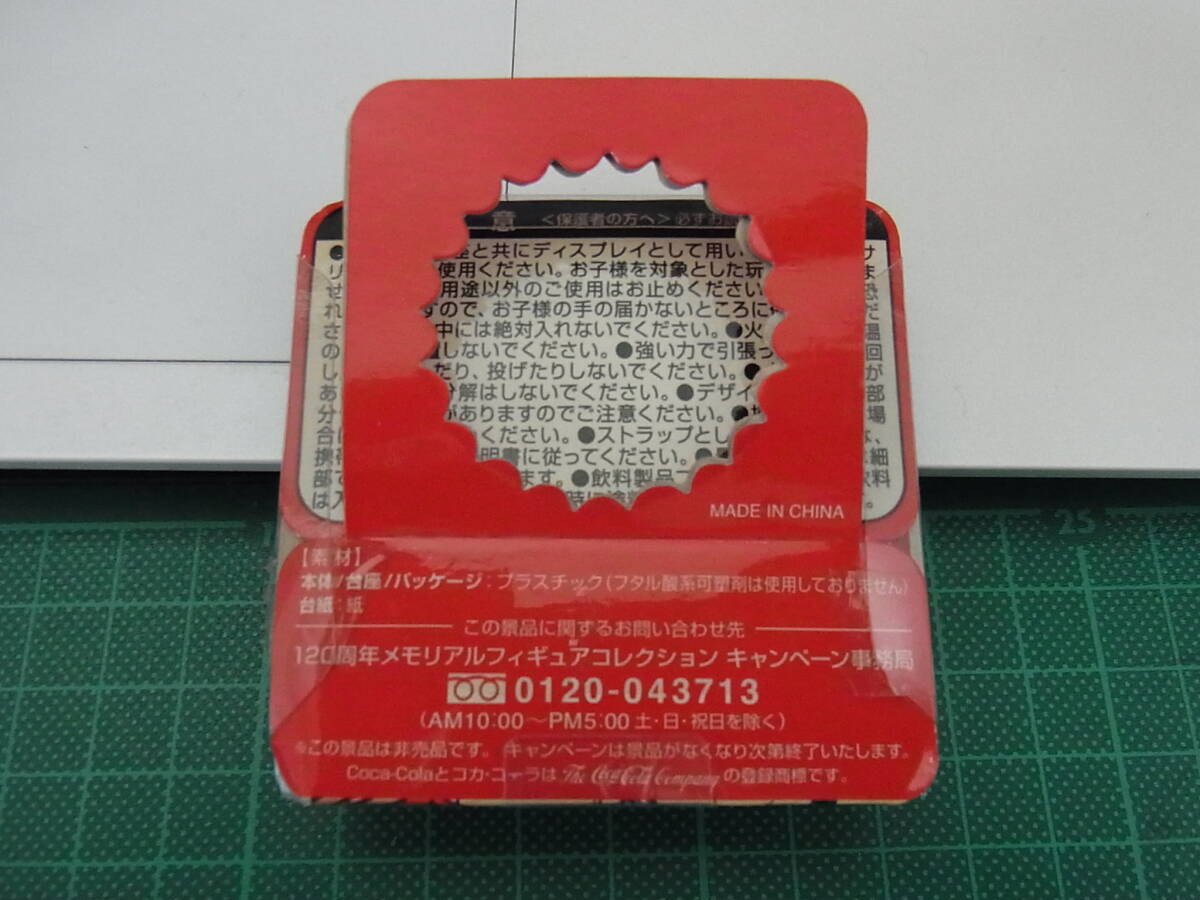 意 <保護者の方へ>必ずお
と共にディスプレイとして用い
使用ください。お子様を対象とした玩
用途以外のご使用はお止めください
すので、お子様の手の届かないところに
中には絶対入れないでください。●火
しないでください。●強い力で引張っ
だり、投げたりしないでください。●
分解はしないでください。●デザイ
がありますのでご注意ください。●
ください。●ストラップとし
明書に従ってください。●
ます。●飲料製品
時に塗
MADE IN CHINA
【素材】
本体/台座/パッケージ:プラスチック(フタル酸系可塑剤は使用しておりません)
台紙:紙
この景品に関するお問い合わせ先
120周年メモリアルフィギュアコレクション キャンペーン事務局
0120-043713
(AM10:00〜PM5:00 土・日・祝日を除く)
※この景品は非売品です。キャンペーンは景品がなくなり次第終了いたします。
Coca-Colaとコカ・コーラは The Coca-Cola Company の登録商標です。
25